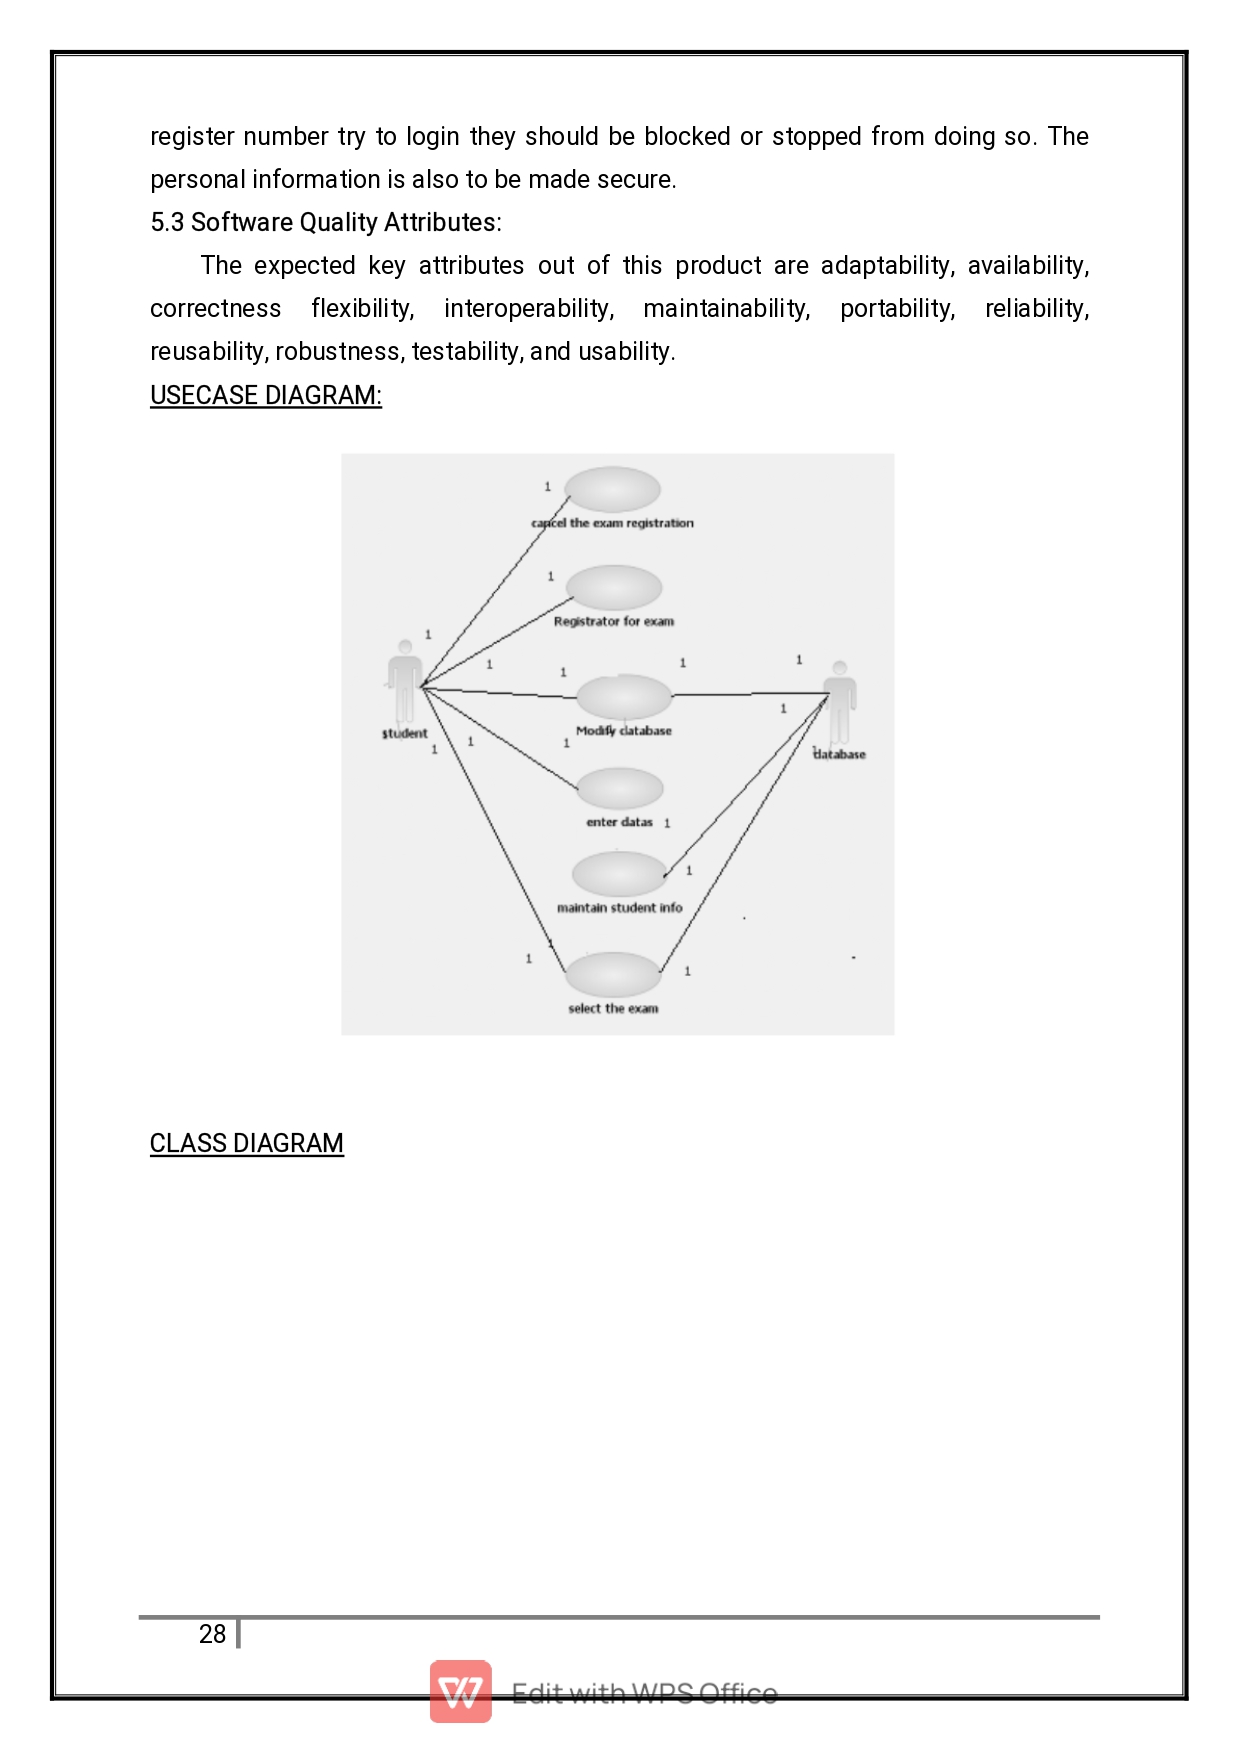 register number try to login they should be blocked or stopped from doing so. The
personal information is also to be made secure.
5.3 Software Quality Attributes:
The expected key attributes out of this product are adaptability, availability,
correctness flexibility, interoperability, maintainability, portability, reliability,
reusability, robustness, testability, and usability.
USECASE DIAGRAM:
1
cancel the exam registration
1
Registrator for exam
1
1
1
1
1
student
Modify database
1
database
1
1
1
enter datas 1
1
maintain student info
1
1
1
select the exam
CLASS DIAGRAM
28
Edit with WPS Office